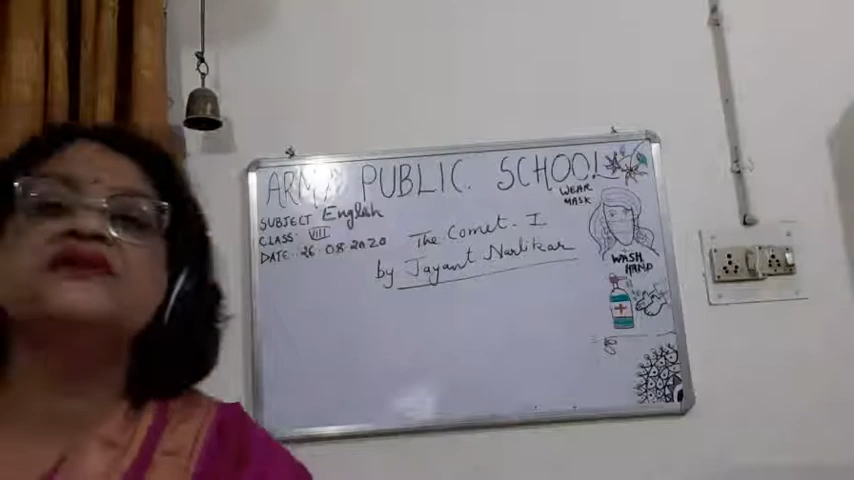 ARMY PUBLIC. SCHOOL
WEAR
MASK
SUBJECT English
CLASS: VIII
DATE:- 26-08-2020
The Comet - I
by Jayant Narlikar
WASH
HAND